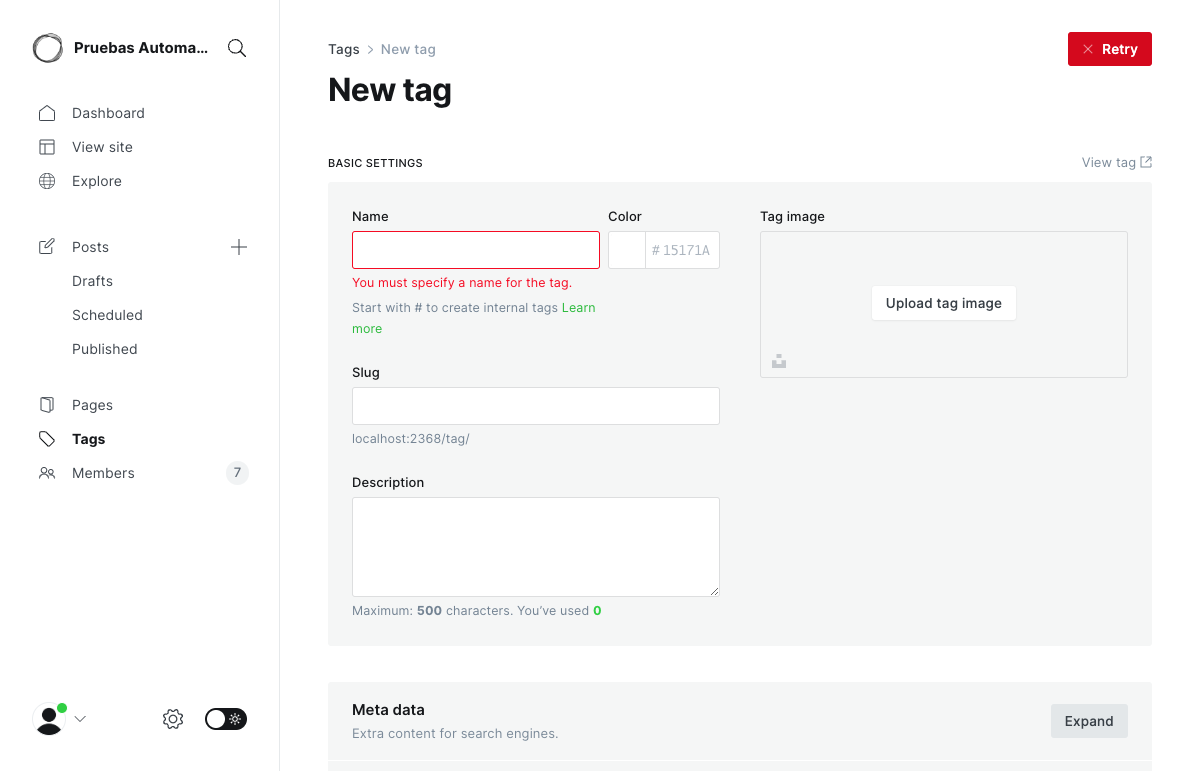 Pruebas Automa...
Dashboard
View site
Explore
Posts
Drafts
Scheduled
Published
Pages
Tags
Members
7
Tags > New tag
Retry
New tag
BASIC SETTINGS
View tag
Name
You must specify a name for the tag.
Start with # to create internal tags Learn
more
Color
# 15171A
Slug
localhost:2368/tag/
Description
Maximum: 500 characters. You’ve used 0
Tag image
Upload tag image
Meta data
Extra content for search engines.
Expand